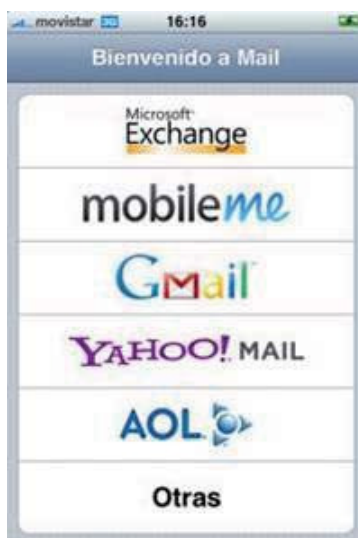 movistar 3G 16:16
Bienvenido a Mail
Microsoft
Exchange
mobileme
GMail
YAHOO! MAIL
AOL
Otras